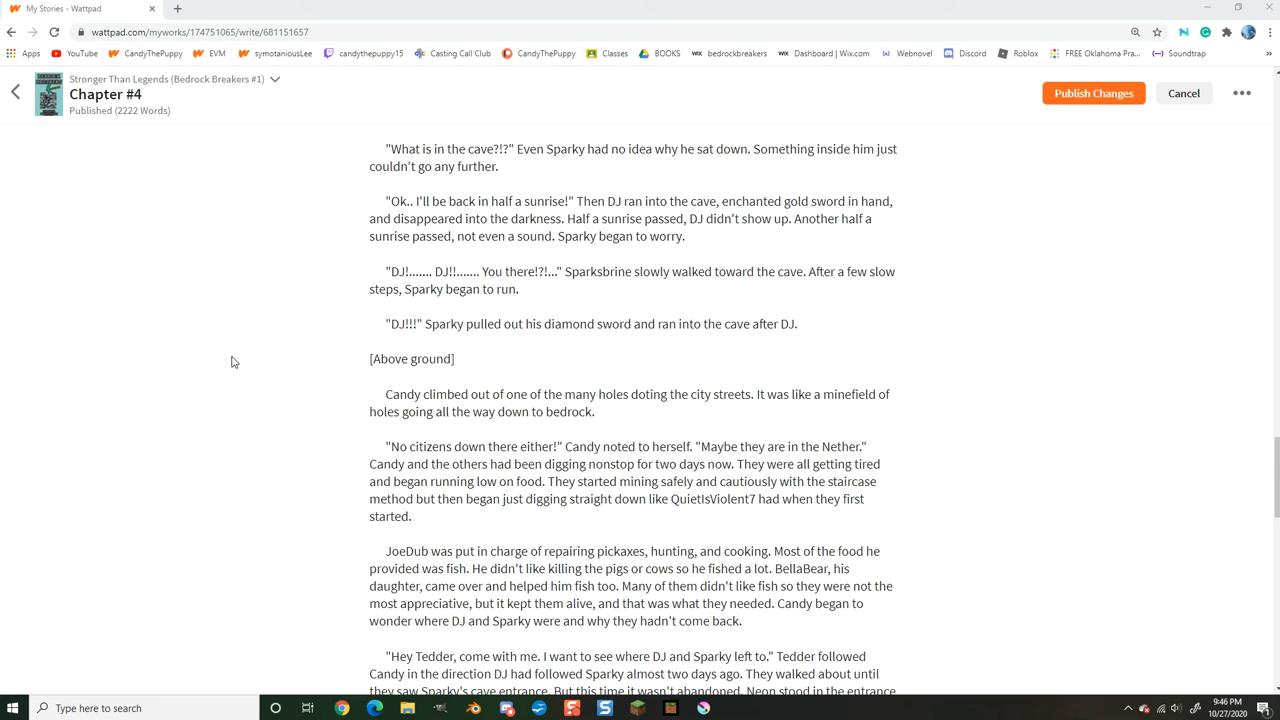 My Stories - Wattpad
wattpad.com/myworks/174751065/write/681151657
Apps YouTube CandyThePuppy EVM symotaniousLee candythepuppy15 Casting Call Club CandyThePuppy Classes BOOKS WIX bedrockbreakers WIX Dashboard | Wix.com Webnovel Discord Roblox FREE Oklahoma Pra... Soundtrap
Stronger Than Legends (Bedrock Breakers #1)
Chapter #4
Published (2222 Words)
Publish Changes
Cancel
"What is in the cave?!?" Even Sparky had no idea why he sat down. Something inside him just
couldn't go any further.
"Ok.. I'll be back in half a sunrise!" Then DJ ran into the cave, enchanted gold sword in hand,
and disappeared into the darkness. Half a sunrise passed, DJ didn't show up. Another half a
sunrise passed, not even a sound. Sparky began to worry.
"DJ!....... DJ!!....... You there!?!..." Sparksbrine slowly walked toward the cave. After a few slow
steps, Sparky began to run.
"DJ!!!" Sparky pulled out his diamond sword and ran into the cave after DJ.
[Above ground]
Candy climbed out of one of the many holes doting the city streets. It was like a minefield of
holes going all the way down to bedrock.
"No citizens down there either!" Candy noted to herself. "Maybe they are in the Nether."
Candy and the others had been digging nonstop for two days now. They were all getting tired
and began running low on food. They started mining safely and cautiously with the staircase
method but then began just digging straight down like QuietIsViolent7 had when they first
started.
JoeDub was put in charge of repairing pickaxes, hunting, and cooking. Most of the food he
provided was fish. He didn't like killing the pigs or cows so he fished a lot. BellaBear, his
daughter, came over and helped him fish too. Many of them didn't like fish so they were not the
most appreciative, but it kept them alive, and that was what they needed. Candy began to
wonder where DJ and Sparky were and why they hadn't come back.
"Hey Tedder, come with me. I want to see where DJ and Sparky left to." Tedder followed
Candy in the direction DJ had followed Sparky almost two days ago. They walked about until
they saw Sparky's cave entrance. But this time it wasn't abandoned. Neon stood in the entrance
Type here to search
9:46 PM
10/27/2020